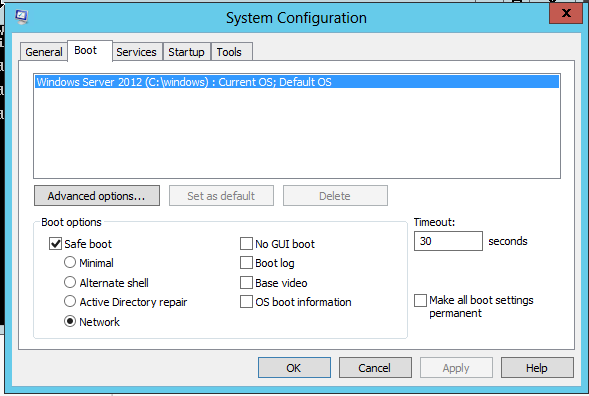 System Configuration
X
General Boot Services Startup Tools
Windows Server 2012 (C:\windows) : Current OS; Default OS
Advanced options... Set as default Delete
Boot options
Timeout:
Safe boot No GUI boot
30 seconds
Minimal Boot log
Alternate shell Base video
Active Directory repair OS boot information
Make all boot settings
permanent
Network
OK Cancel Apply Help